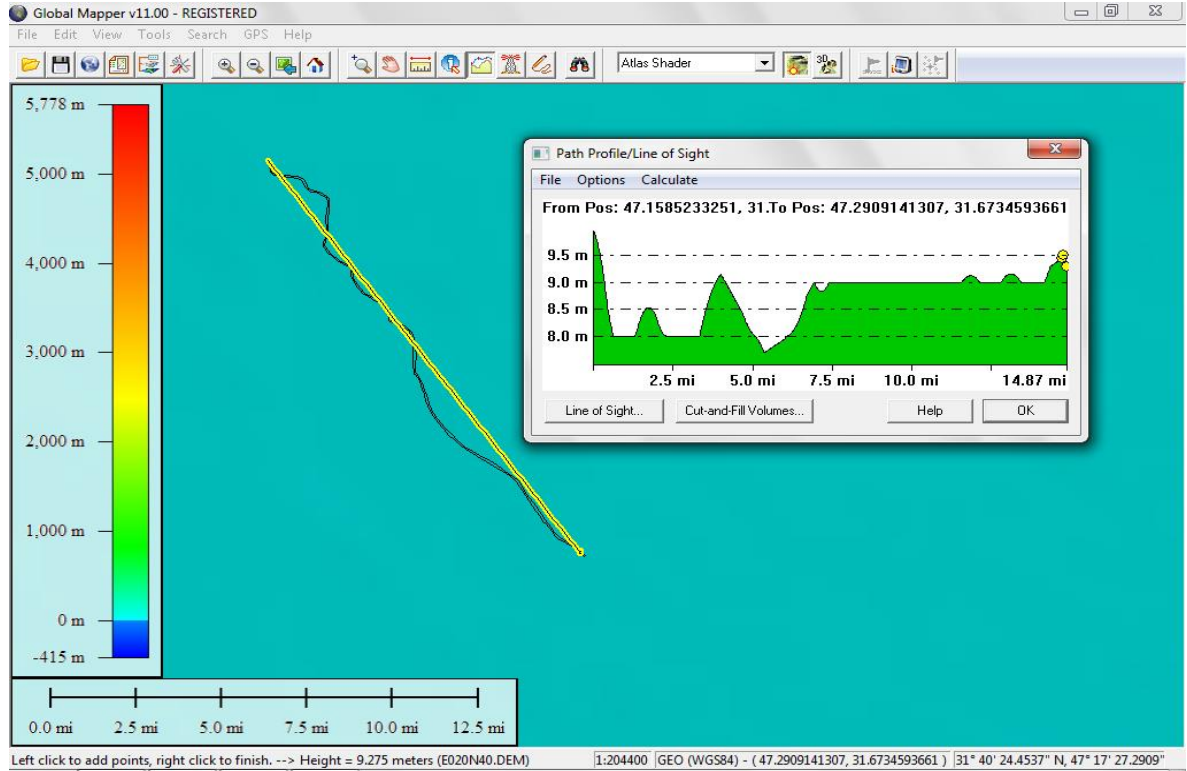 Global Mapper v11.00 - REGISTERED
File Edit View Tools Search GPS Help
Atlas Shader
3D
5,778 m
5,000 m
4,000 m
3,000 m
2,000 m
1,000 m
0 m
-415 m
Path Profile/Line of Sight
File Options Calculate
From Pos: 47.1585233251, 31.To Pos: 47.2909141307, 31.6734593661
9.5 m
9.0 m
8.5 m
8.0 m
2.5 mi 5.0 mi 7.5 mi 10.0 mi 14.87 mi
Line of Sight... Cut-and-Fill Volumes... Help OK
0.0 mi 2.5 mi 5.0 mi 7.5 mi 10.0 mi 12.5 mi
Left click to add points, right click to finish. --> Height = 9.275 meters (E020N40.DEM) 1:204400 GEO (WGS84) - ( 47.2909141307, 31.6734593661 ) 31° 40' 24.4537" N, 47° 17' 27.2909"